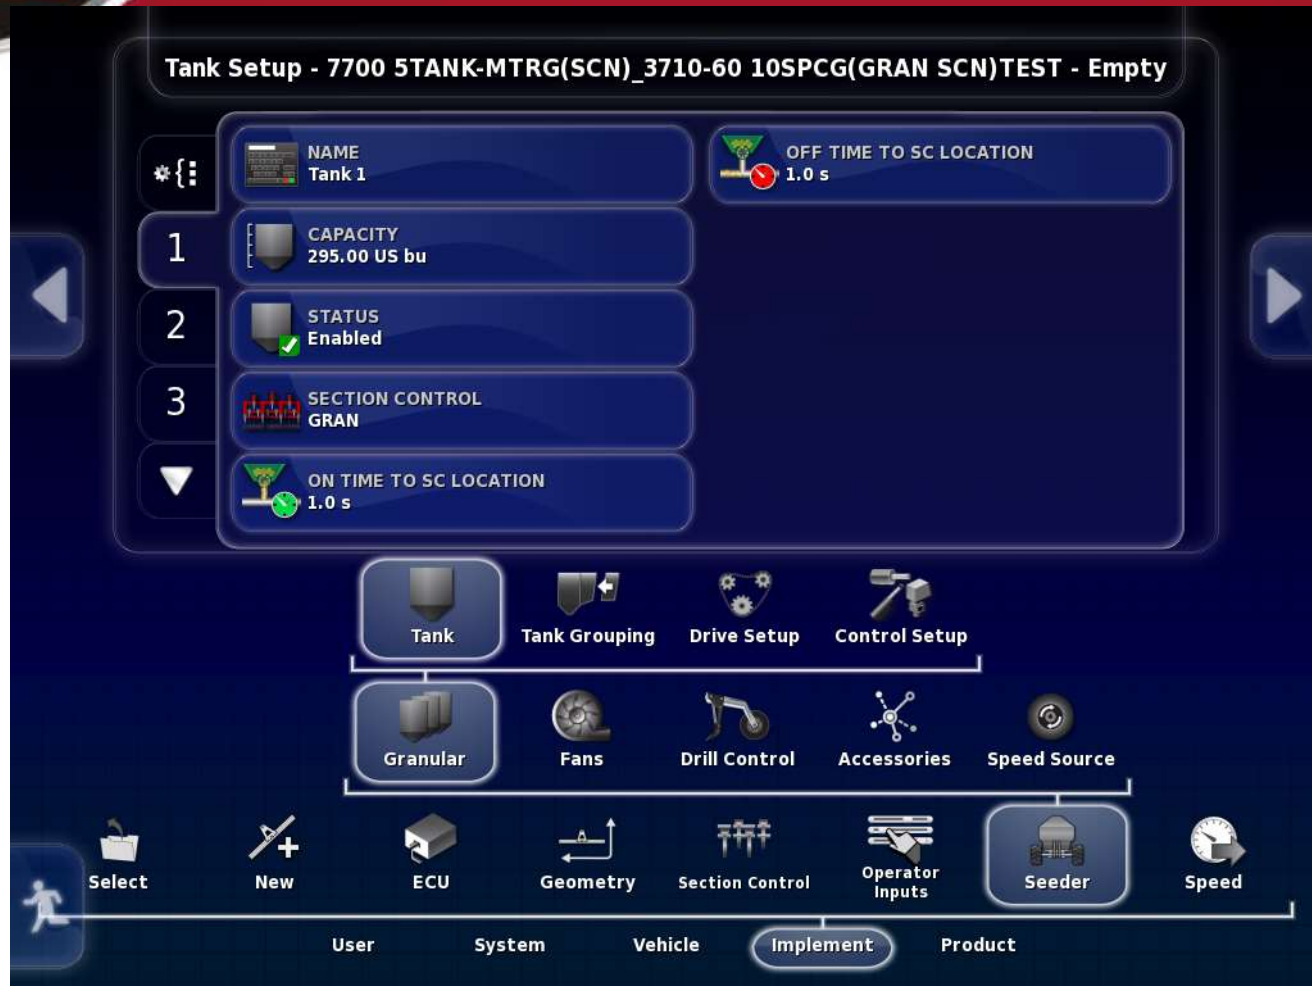 Tank Setup - 7700 5TANK-MTRG(SCN)_3710-60 10SPCG(GRAN SCN)TEST - Empty
NAME
Tank 1
OFF TIME TO SC LOCATION
1.0 s
1
CAPACITY
295.00 US bu
2
STATUS
Enabled
3
SECTION CONTROL
GRAN
ON TIME TO SC LOCATION
1.0 s
Tank
Tank Grouping
Drive Setup
Control Setup
Granular
Fans
Drill Control
Accessories
Speed Source
Select
New
ECU
Geometry
Section Control
Operator
Inputs
Seeder
Speed
User
System
Vehicle
Implement
Product